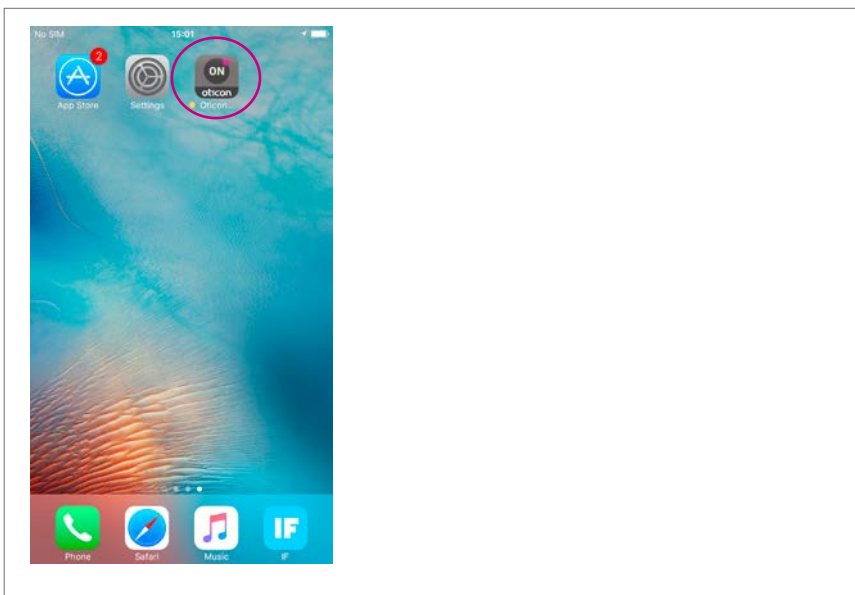 No SIM 15:01
2
ON
oticon
App Store Settings Oticon...
IF
Phone Safari Music IF